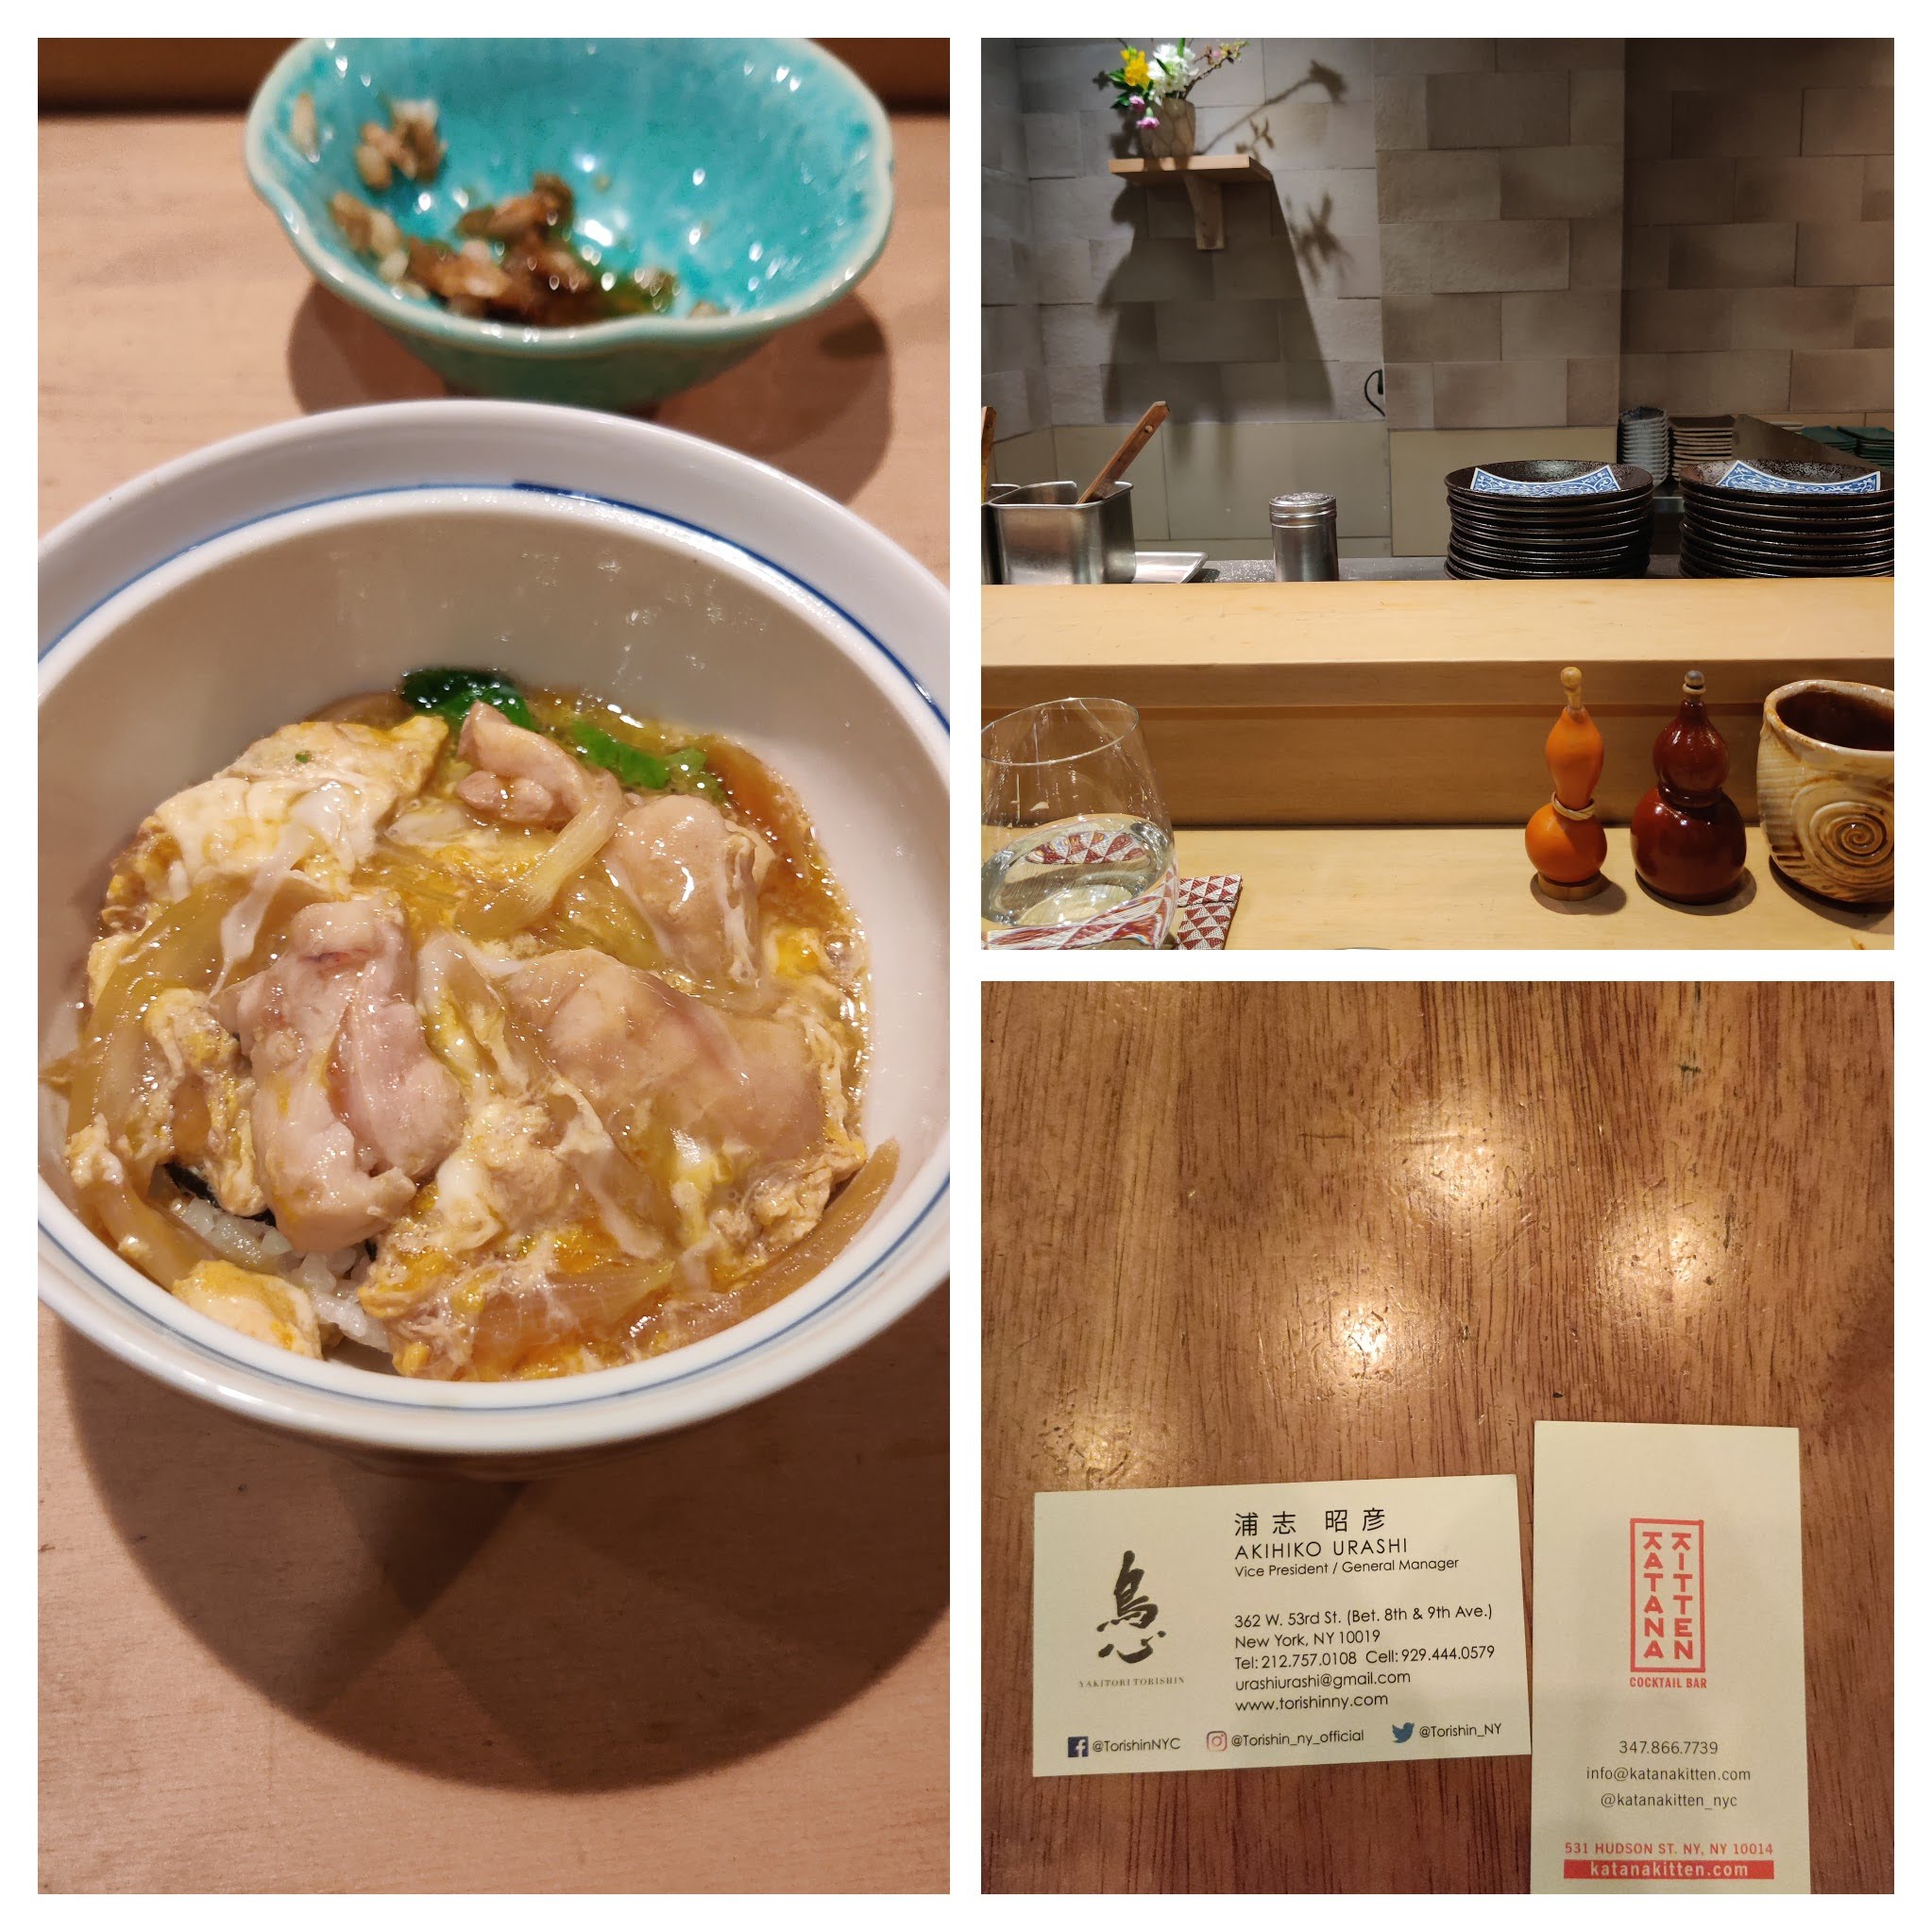 浦志 昭彦
AKIHIKO URASHI
Vice President / General Manager
鳥心
YAKITORI TORISHIN
362 W. 53rd St. (Bet. 8th & 9th Ave.)
New York, NY 10019
Tel: 212.757.0108 Cell: 929.444.0579
urashiurashi@gmail.com
www.torishinny.com
@TorishinNYC @Torishin_ny_official @Torishin_NY
KATANA
KITTEN
COCKTAIL BAR
347.866.7739
info@katanakitten.com
@katanakitten_nyc
531 HUDSON ST. NY, NY 10014
katanakitten.com